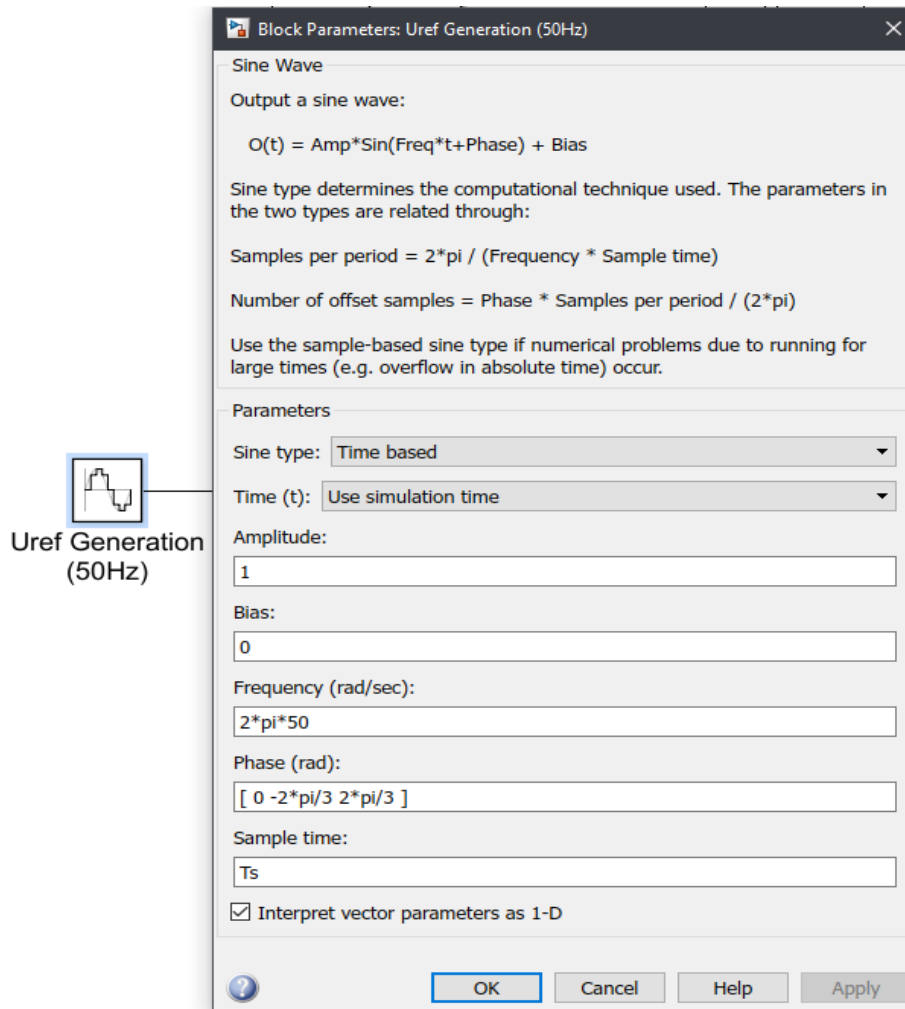 Block Parameters: Uref Generation (50Hz)
Sine Wave
Output a sine wave:
O(t) = Amp*Sin(Freq*t+Phase) + Bias
Sine type determines the computational technique used. The parameters in
the two types are related through:
Samples per period = 2*pi / (Frequency * Sample time)
Number of offset samples = Phase * Samples per period / (2*pi)
Use the sample-based sine type if numerical problems due to running for
large times (e.g. overflow in absolute time) occur.
Parameters
Sine type: Time based
Time (t): Use simulation time
Amplitude:
1
Bias:
0
Frequency (rad/sec):
2*pi*50
Phase (rad):
[ 0 -2*pi/3 2*pi/3 ]
Sample time:
Ts
Interpret vector parameters as 1-D
OK Cancel Help Apply
Uref Generation
(50Hz)